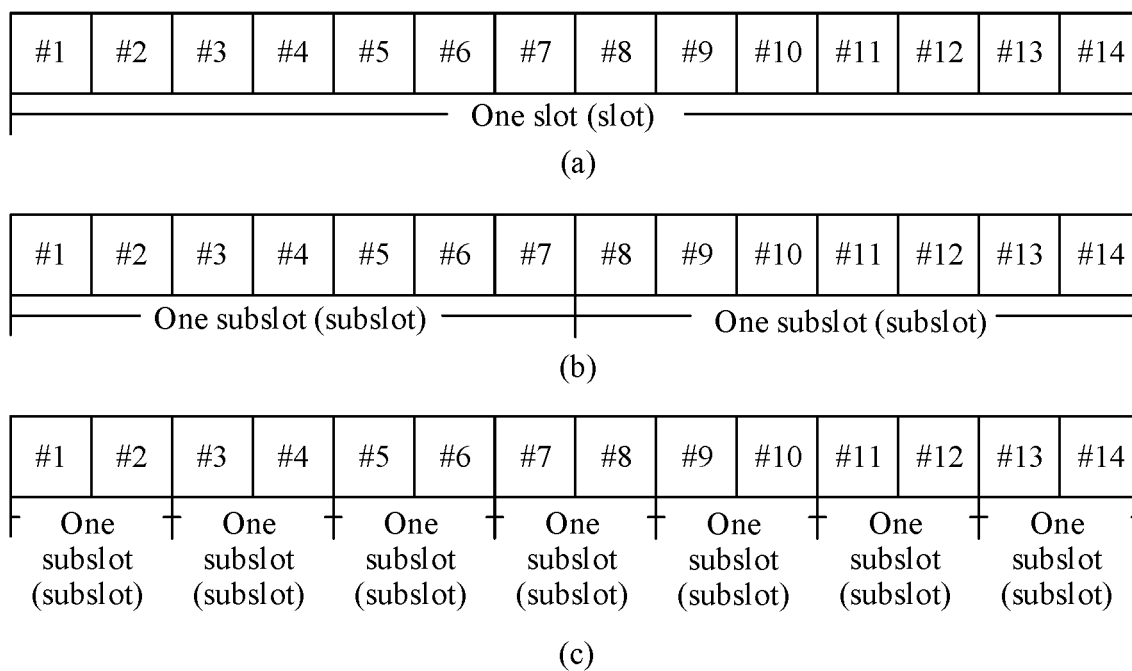 #1 #2 #3 #4 #5 #6 #7 #8 #9 #10 #11 #12 #13 #14
One slot (slot)
(a)
#1 #2 #3 #4 #5 #6 #7 #8 #9 #10 #11 #12 #13 #14
One subslot (subslot) One subslot (subslot)
(b)
#1 #2 #3 #4 #5 #6 #7 #8 #9 #10 #11 #12 #13 #14
One One One One One One One
subslot subslot subslot subslot subslot subslot subslot
(subslot) (subslot) (subslot) (subslot) (subslot) (subslot) (subslot)
(c)